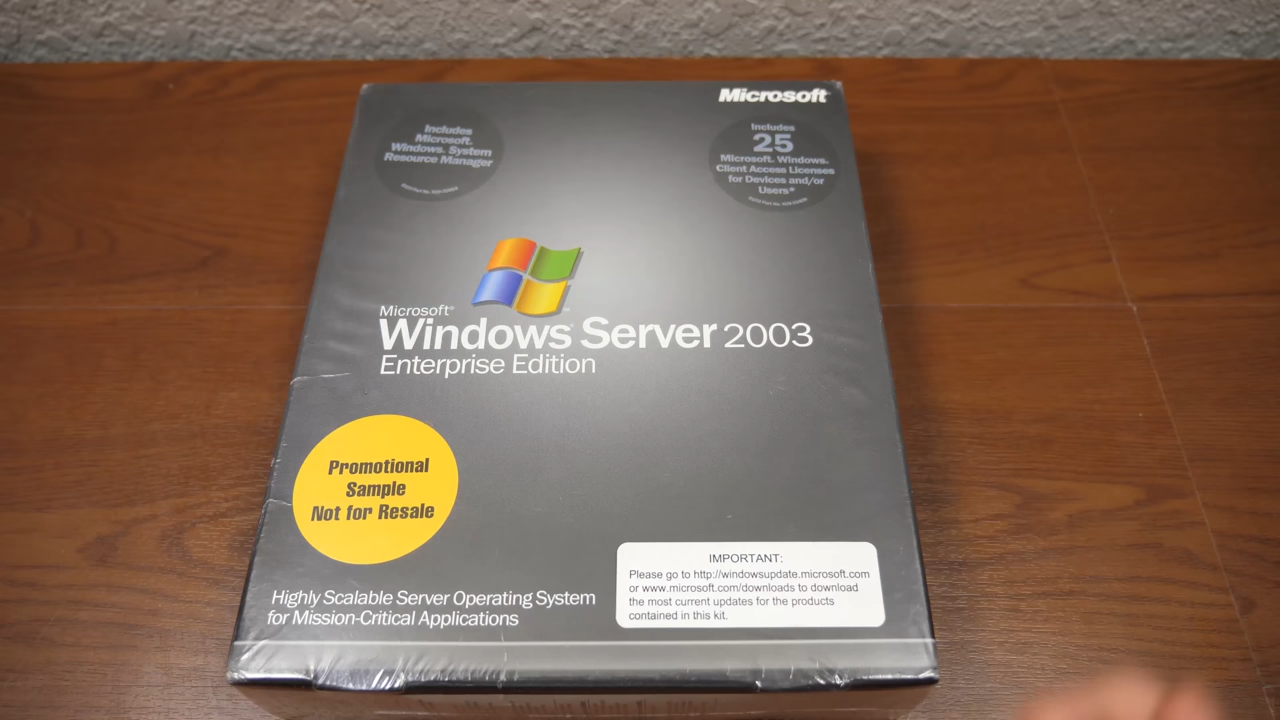 Microsoft
Includes
Microsoft.
Windows. System
Resource Manager
Includes
25
Microsoft. Windows.
Client Access Licenses
for Devices and/or
Users*
Microsoft®
Windows Server 2003
Enterprise Edition
Promotional
Sample
Not for Resale
IMPORTANT:
Please go to http://windowsupdate.microsoft.com
or www.microsoft.com/downloads to download
the most current updates for the products
contained in this kit.
Highly Scalable Server Operating System
for Mission-Critical Applications